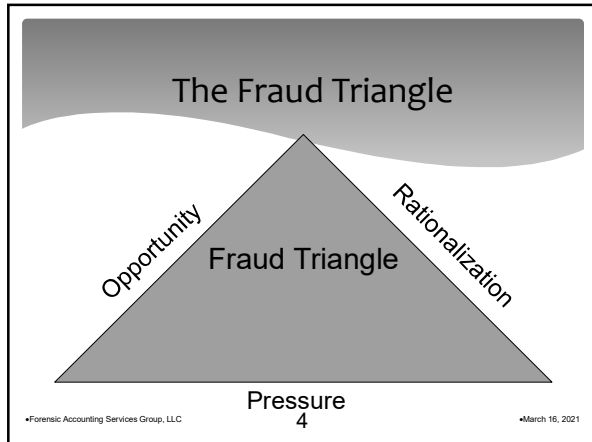 The Fraud Triangle
Opportunity
Rationalization
Fraud Triangle
Pressure
•Forensic Accounting Services Group, LLC
4
•March 16, 2021